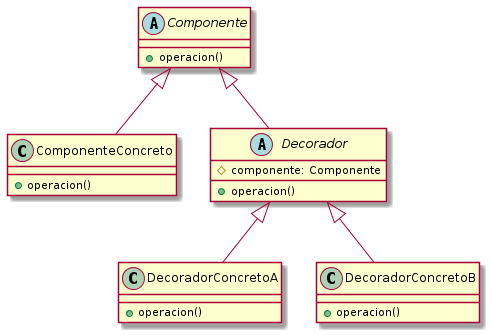 A Componente
operacion()
C ComponenteConcreto
operacion()
A Decorador
componente: Componente
operacion()
C DecoradorConcretoA
operacion()
C DecoradorConcretoB
operacion()